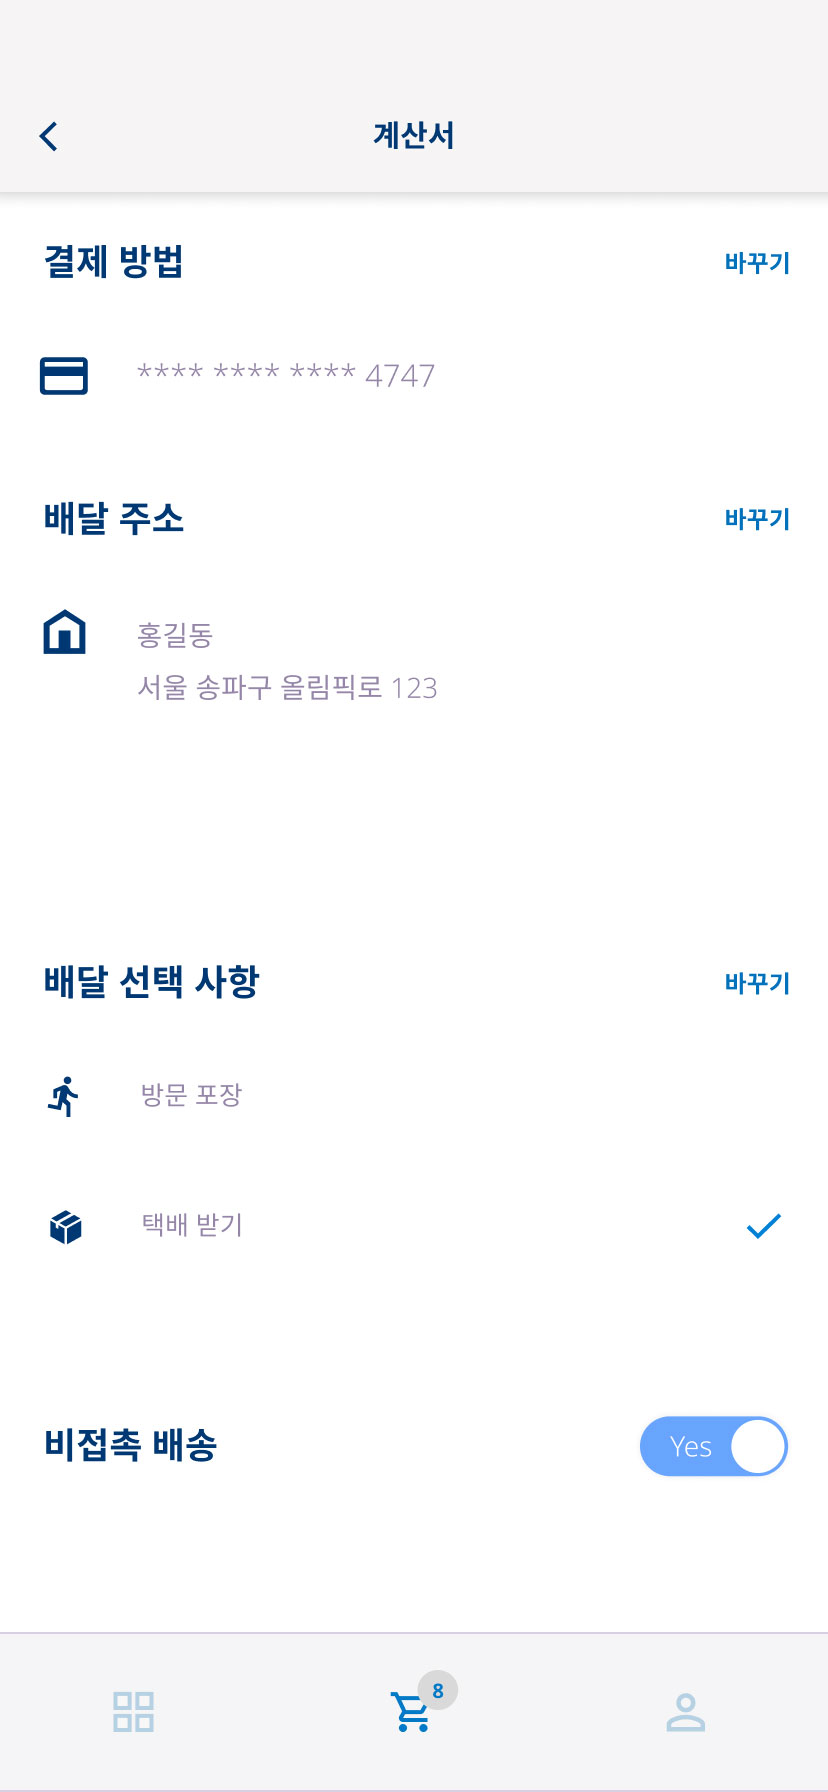 계산서
결제 방법 바꾸기
**** **** **** 4747
배달 주소 바꾸기
홍길동
서울 송파구 올림픽로 123
배달 선택 사항 바꾸기
방문 포장
택배 받기
비접촉 배송 Yes
8